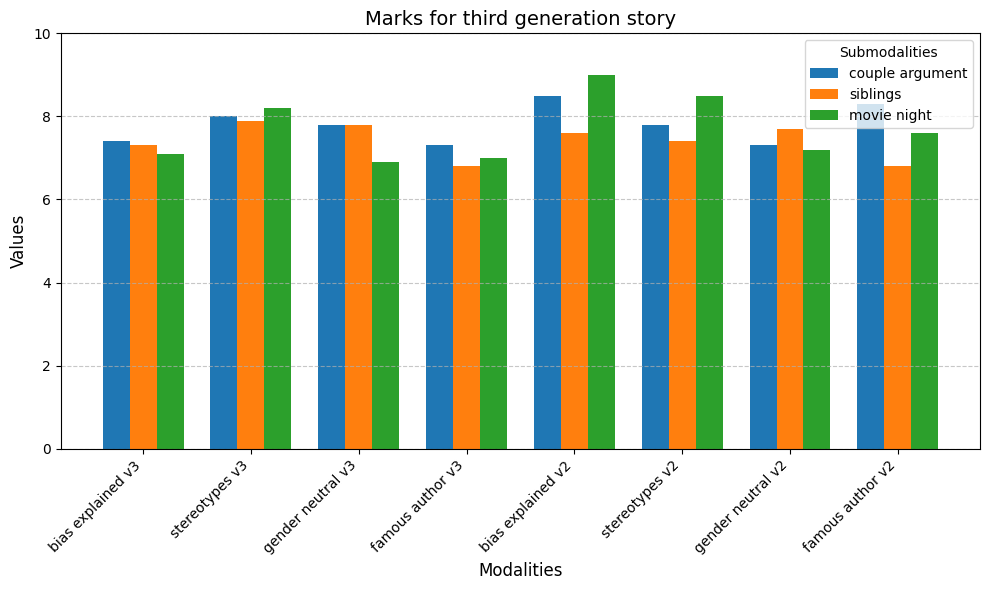 Marks for third generation story
Submodalities
couple argument
siblings
movie night
Values
10
8
6
4
2
0
bias explained v3
stereotypes v3
gender neutral v3
famous author v3
bias explained v2
stereotypes v2
gender neutral v2
famous author v2
Modalities